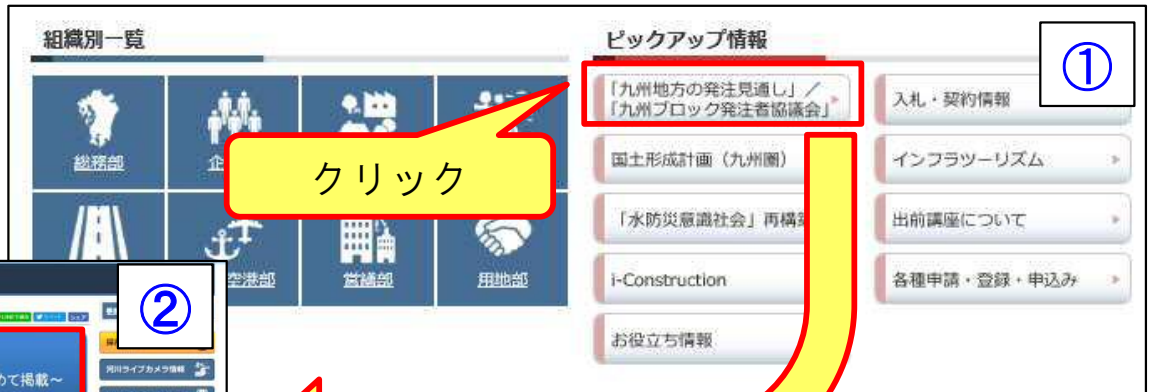 組織別一覧
ピックアップ情報
①
総務部
企
クリック
空港部
営繕部
用地部
「九州地方の発注見通し」／
「九州ブロック発注者協議会」
入札・契約情報
国土形成計画（九州圏）
インフラツーリズム
「水防災意識社会」再構築
出前講座について
i-Construction
各種申請・登録・申込み
お役立ち情報
②
シェア
河川ライブカメラ情報
めて掲載～